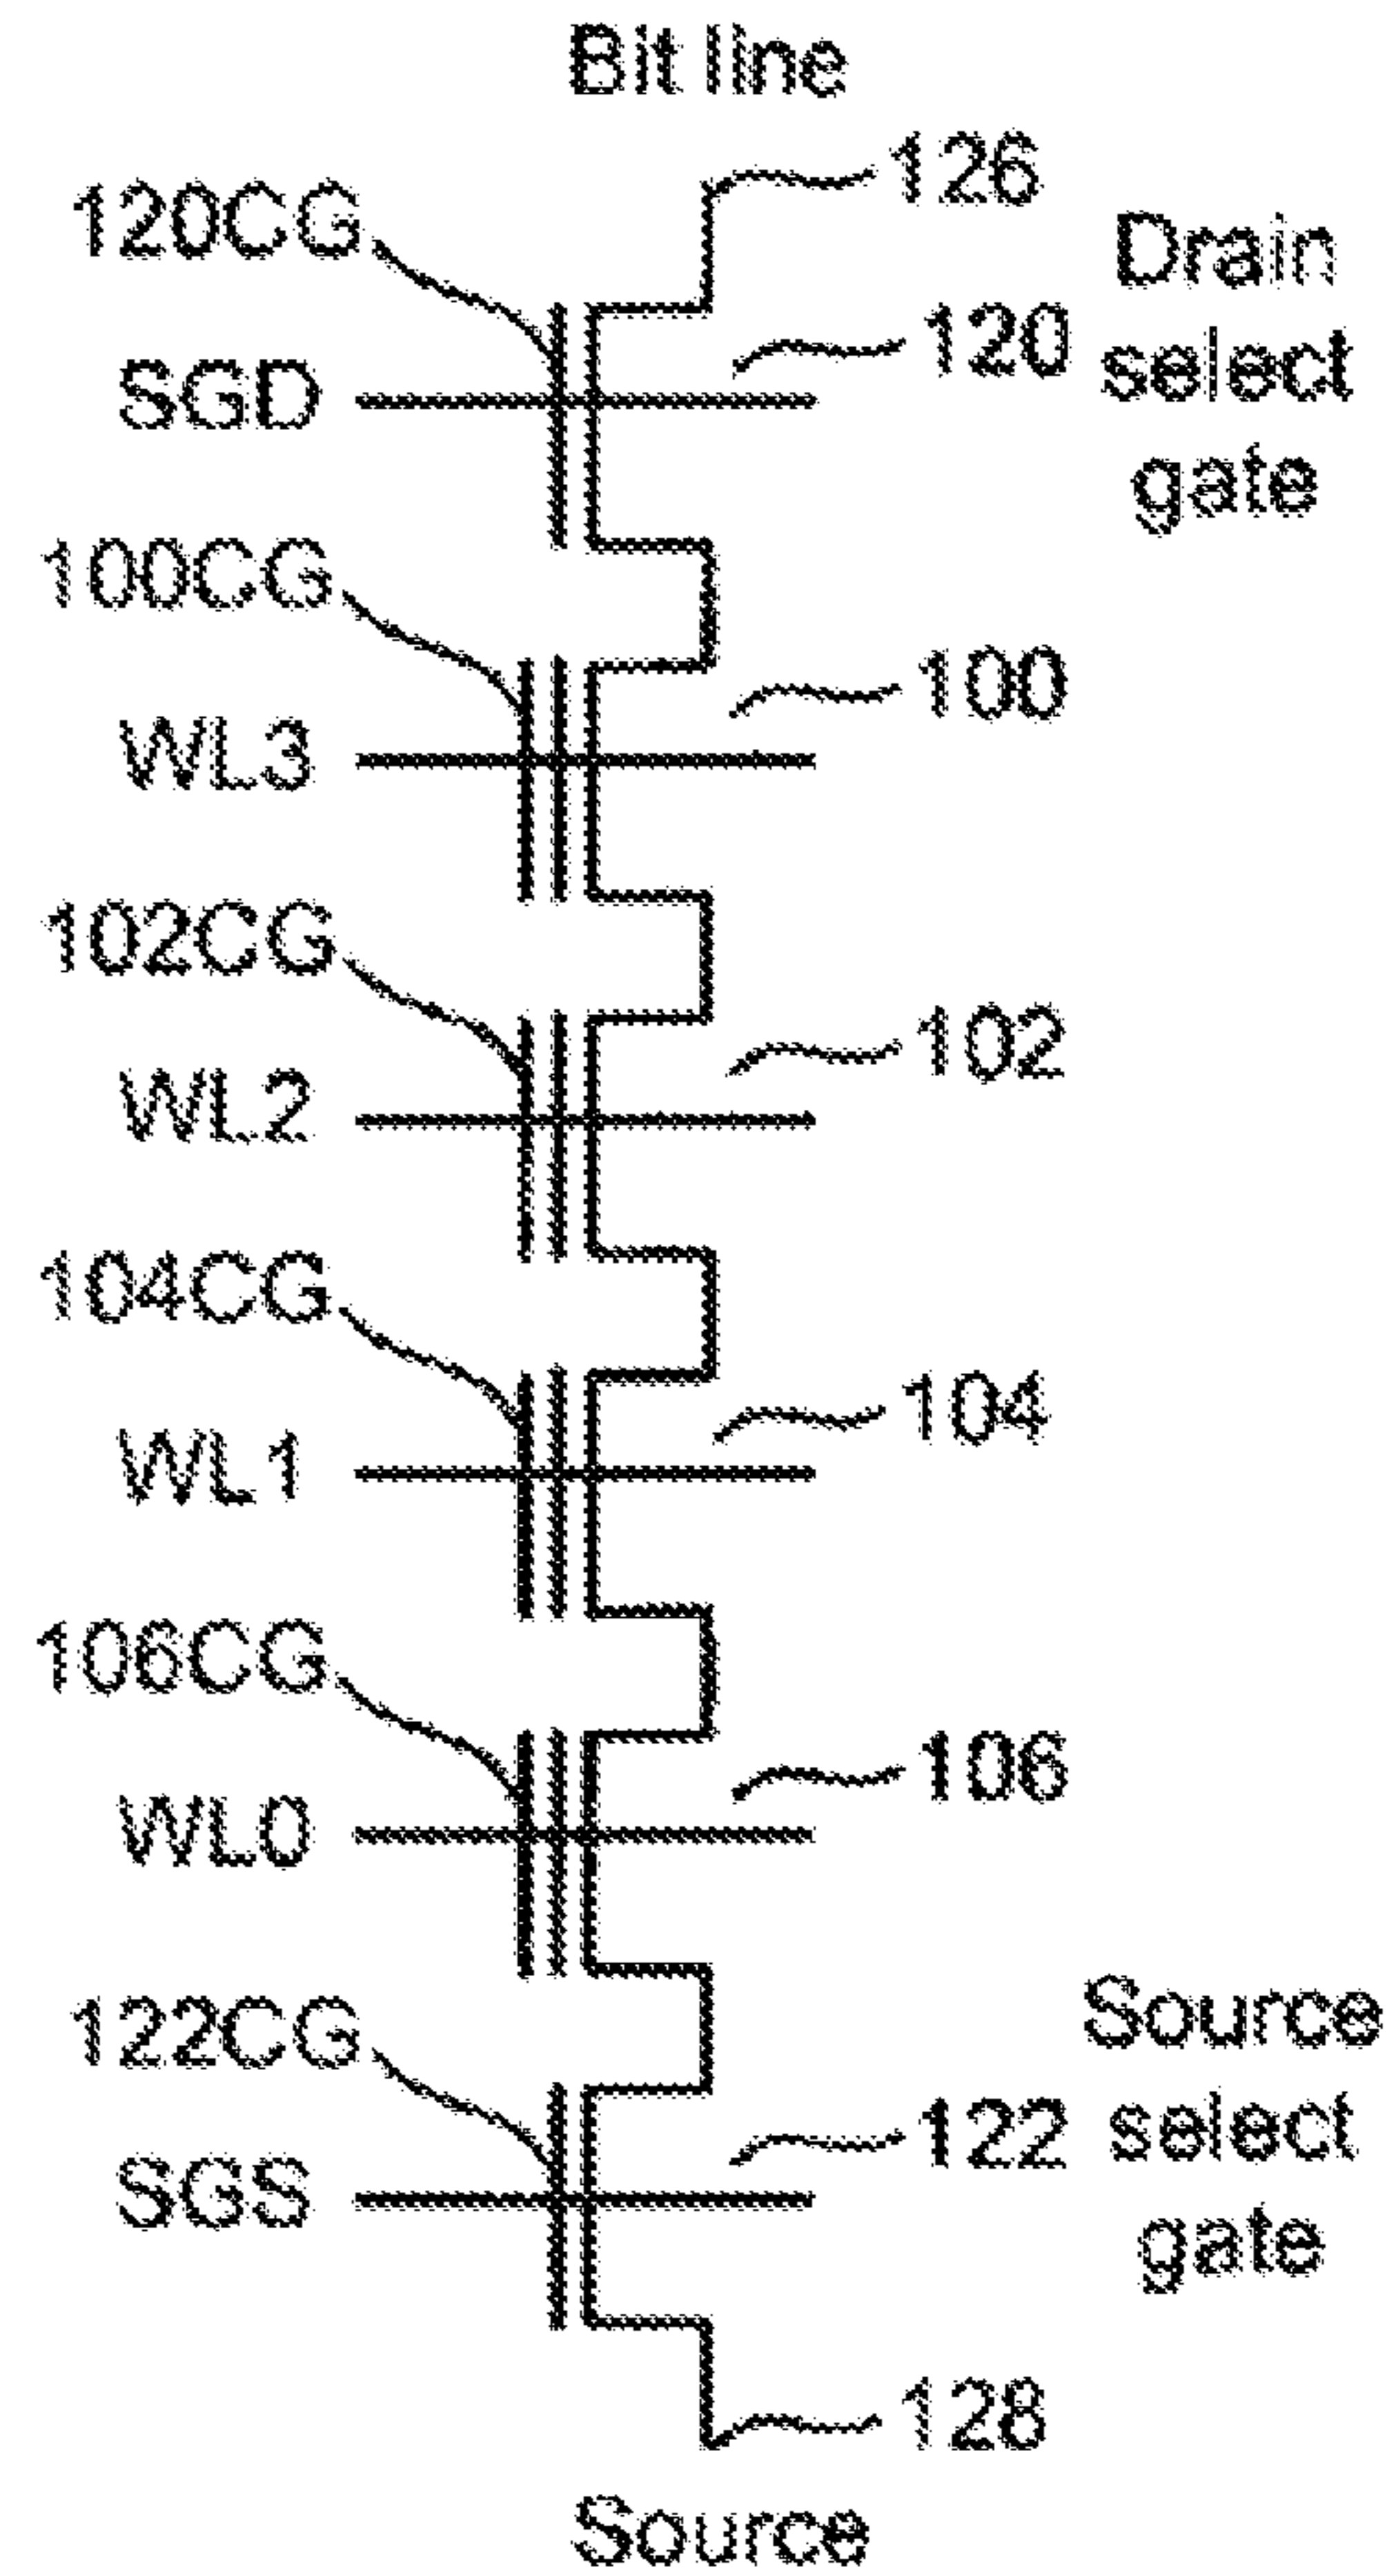 Bit line
126
120CG
Drain
select
gate
120
SGD
100CG
100
WL3
102CG
102
WL2
104CG
104
WL1
106CG
106
WL0
122CG
Source
select
gate
122
SGS
128
Source